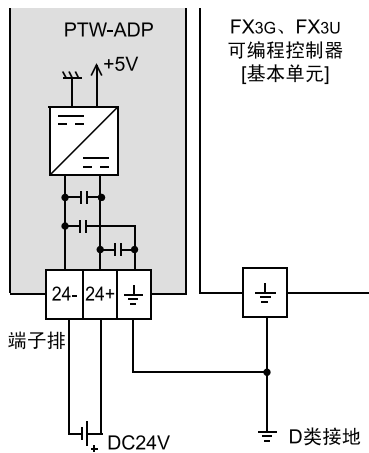 PTW-ADP
+5V
FX3G、FX3U
可编程控制器
[基本单元]
24-
24+
端子排
DC24V
+
D类接地